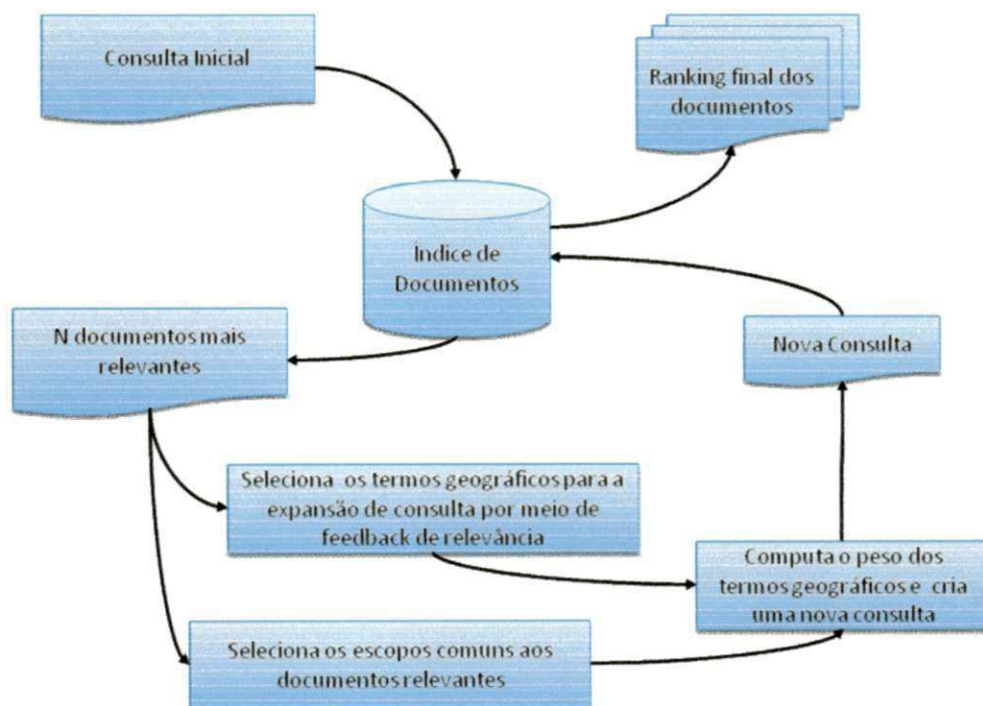 Consulta Inicial
Ranking final dos
documentos
Índice de
Documentos
N documentos mais
relevantes
Nova Consulta
Seleciona os termos geográficos para a
expansão de consulta por meio de
feedback de relevância
Computa o peso dos
termos geográficos e cria
uma nova consulta
Seleciona os escopos comuns aos
documentos relevantes